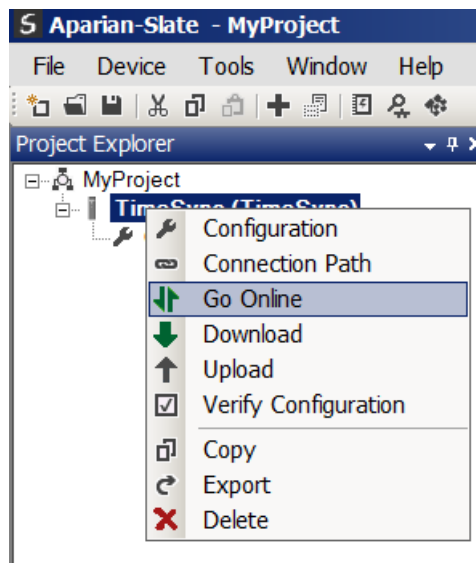 Aparian-Slate - MyProject
File Device Tools Window Help
Project Explorer
MyProject
TimeSync (TimeSync)
Configuration
Connection Path
Go Online
Download
Upload
Verify Configuration
Copy
Export
Delete